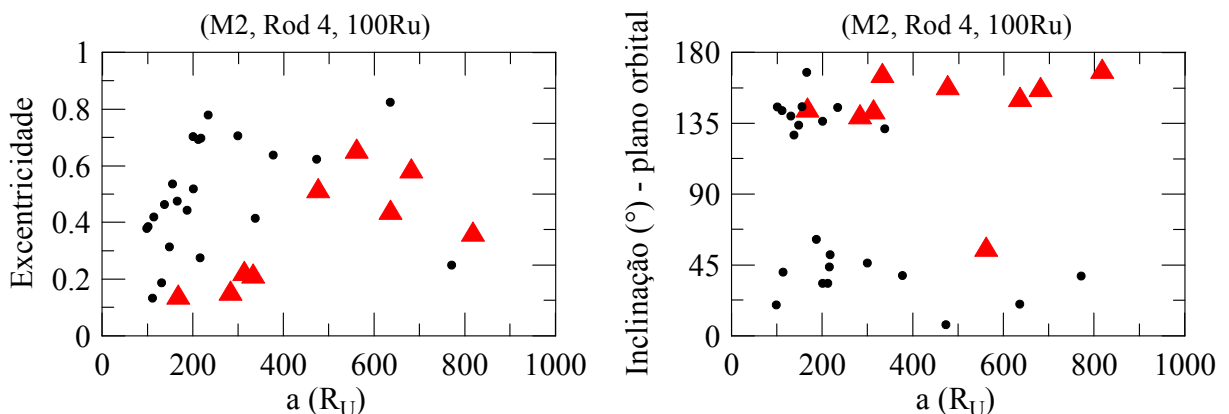 (M2, Rod 4, 100Ru)
Excentricidade
1
0.8
0.6
0.4
0.2
0
0 200 400 600 800 1000
a (R_U)
(M2, Rod 4, 100Ru)
Inclinação (°) - plano orbital
180
135
90
45
0
0 200 400 600 800 1000
a (R_U)